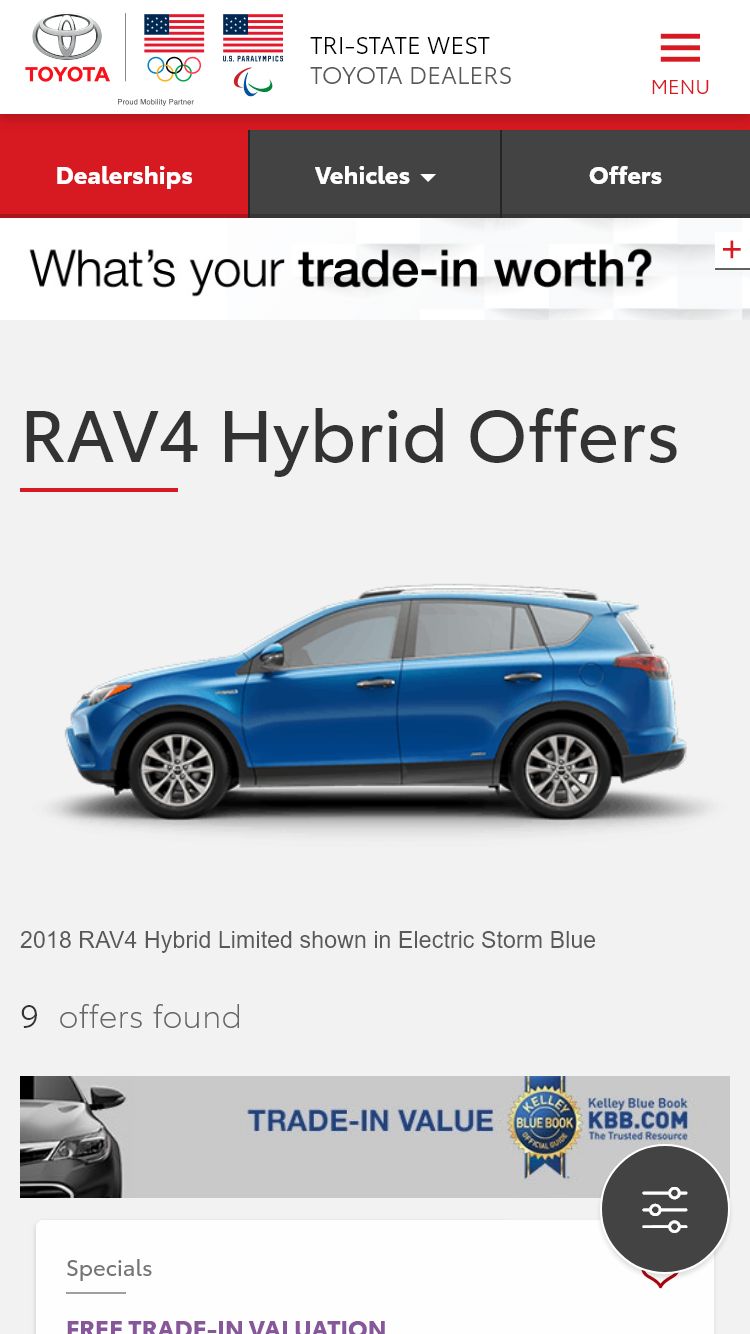 TOYOTA
U.S. PARALYMPICS
Proud Mobility Partner
TRI-STATE WEST
TOYOTA DEALERS
MENU
Dealerships
Vehicles
Offers
What's your trade-in worth?
+
RAV4 Hybrid Offers
2018 RAV4 Hybrid Limited shown in Electric Storm Blue
9 offers found
TRADE-IN VALUE
KELLEY
BLUE BOOK
OFFICIAL GUIDE
Kelley Blue Book
KBB.COM
The Trusted Resource
Specials
FREE TRADE-IN VALUATION